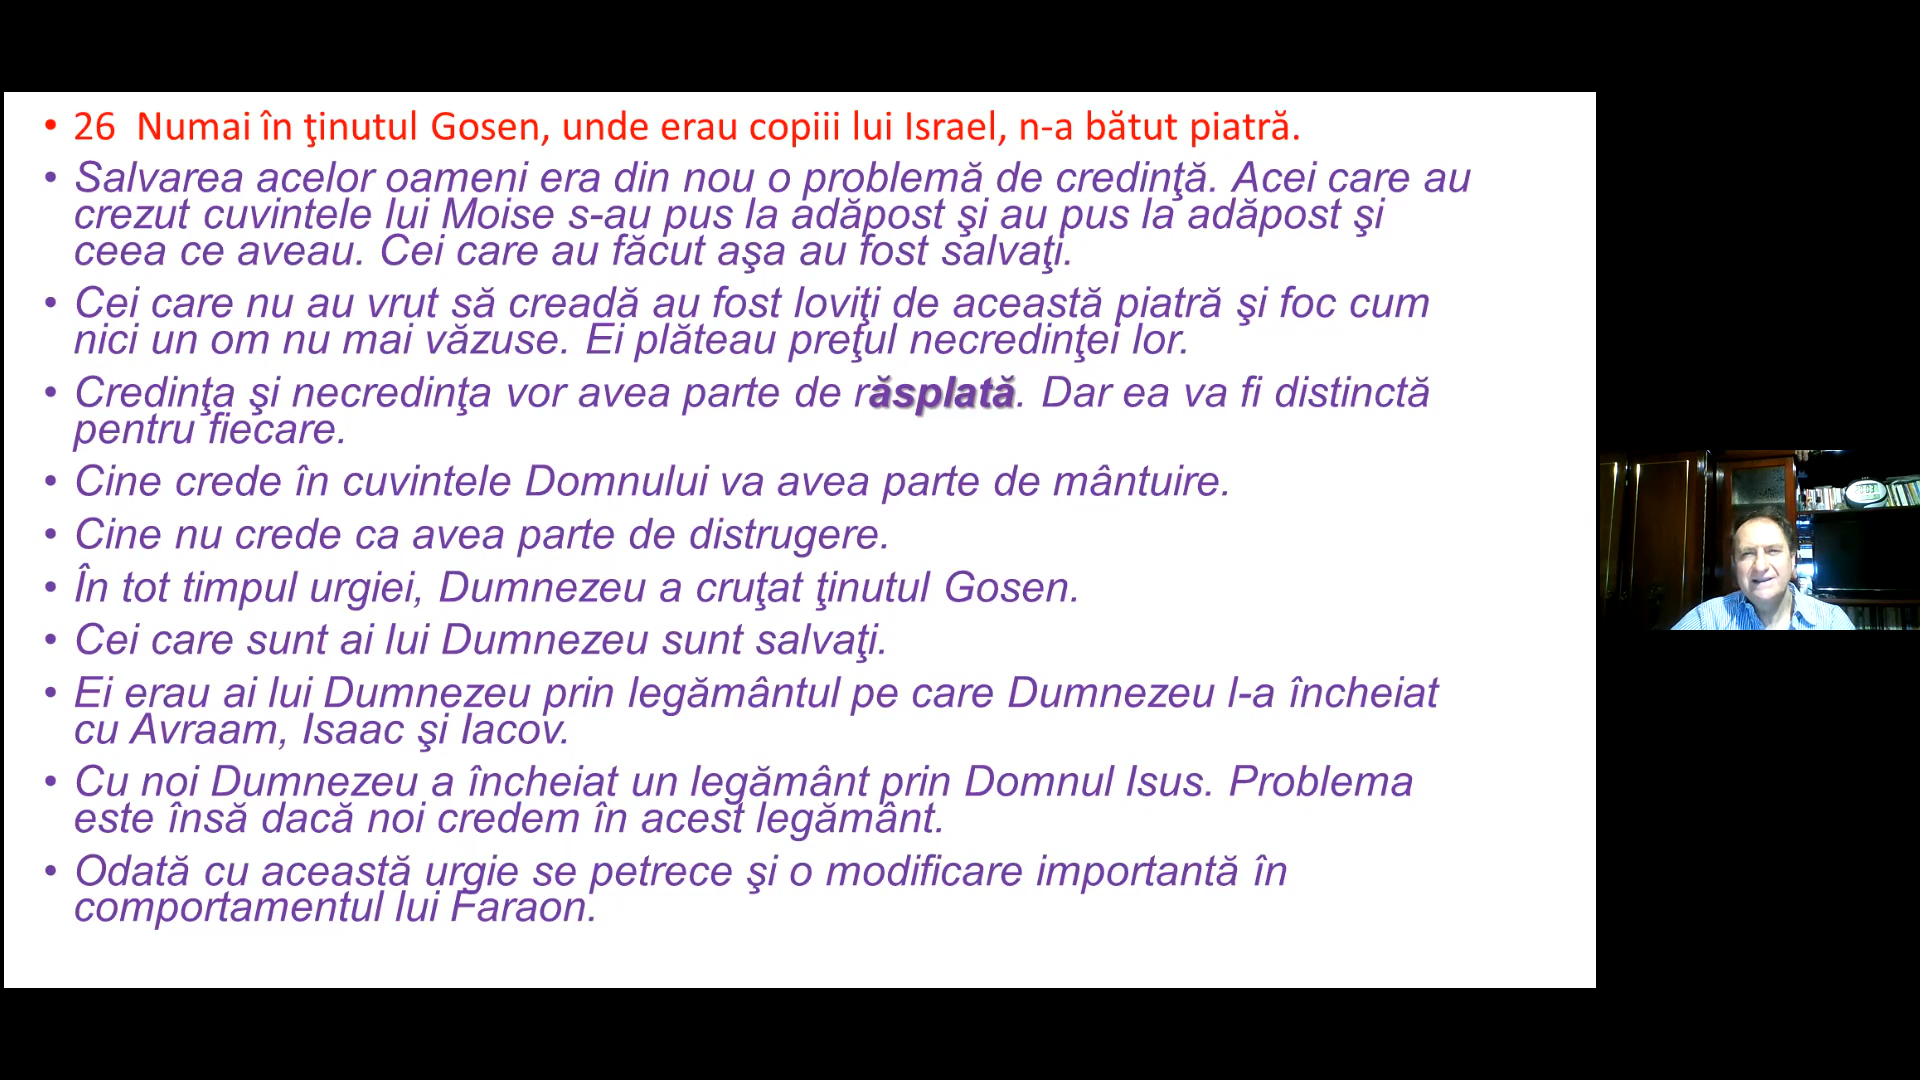 • 26 Numai în ţinutul Gosen, unde erau copiii lui Israel, n-a bătut piatră.
• Salvarea acelor oameni era din nou o problemă de credinţă. Acei care au
crezut cuvintele lui Moise s-au pus la adăpost şi au pus la adăpost şi
ceea ce aveau. Cei care au făcut aşa au fost salvaţi.
• Cei care nu au vrut să creadă au fost loviţi de această piatră şi foc cum
nici un om nu mai văzuse. Ei plăteau preţul necredinţei lor.
• Credinţa şi necredinţa vor avea parte de răsplată. Dar ea va fi distinctă
pentru fiecare.
• Cine crede în cuvintele Domnului va avea parte de mântuire.
• Cine nu crede ca avea parte de distrugere.
• În tot timpul urgiei, Dumnezeu a cruţat ţinutul Gosen.
• Cei care sunt ai lui Dumnezeu sunt salvaţi.
• Ei erau ai lui Dumnezeu prin legământul pe care Dumnezeu l-a încheiat
cu Avraam, Isaac şi Iacov.
• Cu noi Dumnezeu a încheiat un legământ prin Domnul Isus. Problema
este însă dacă noi credem în acest legământ.
• Odată cu această urgie se petrece şi o modificare importantă în
comportamentul lui Faraon.